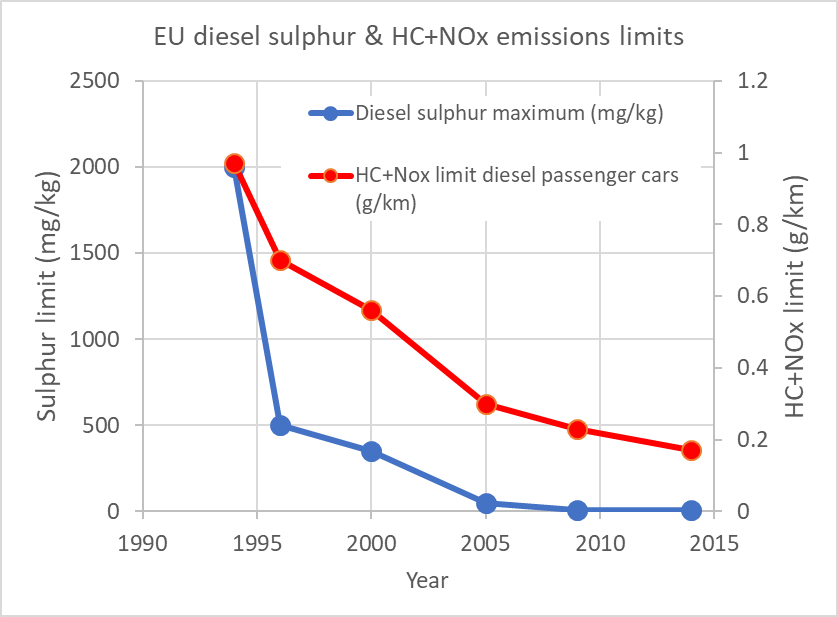 EU diesel sulphur & HC+NOx emissions limits
2500
2000
1500
1000
500
0
Sulphur limit (mg/kg)
Diesel sulphur maximum (mg/kg)
HC+Nox limit diesel passenger cars
(g/km)
1.2
1
0.8
0.6
0.4
0.2
0
HC+NOx limit (g/km)
1990 1995 2000 2005 2010 2015
Year